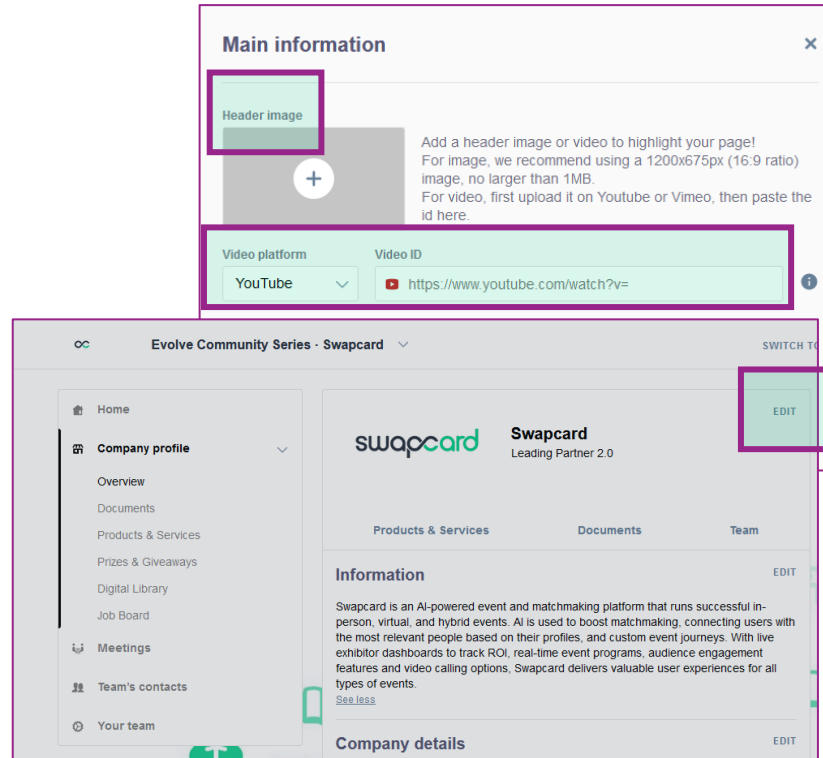 Main information
Header image
Add a header image or video to highlight your page!
For image, we recommend using a 1200x675px (16:9 ratio)
image, no larger than 1MB.
For video, first upload it on Youtube or Vimeo, then paste the
id here.
Video platform
Video ID
YouTube
https://www.youtube.com/watch?v=
Evolve Community Series · Swapcard
SWITCH TO
Home
Company profile
Overview
Documents
Products & Services
Prizes & Giveaways
Digital Library
Job Board
Meetings
Team's contacts
Your team
EDIT
swapcard
Swapcard
Leading Partner 2.0
Products & Services
Documents
Team
Information
EDIT
Swapcard is an AI-powered event and matchmaking platform that runs successful in-
person, virtual, and hybrid events. AI is used to boost matchmaking, connecting users with
the most relevant people based on their profiles, and custom event journeys. With live
exhibitor dashboards to track ROI, real-time event programs, audience engagement
features and video calling options, Swapcard delivers valuable user experiences for all
types of events.
See less
Company details
EDIT